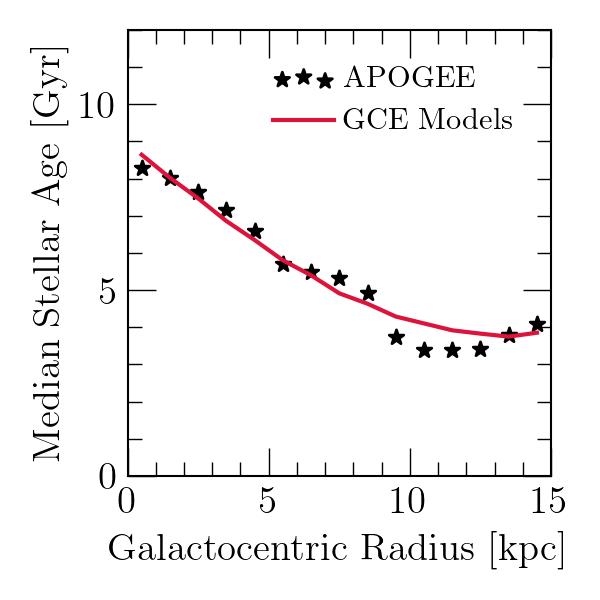 APOGEE
GCE Models
Median Stellar Age [Gyr]
10
5
0
0 5 10 15
Galactocentric Radius [kpc]